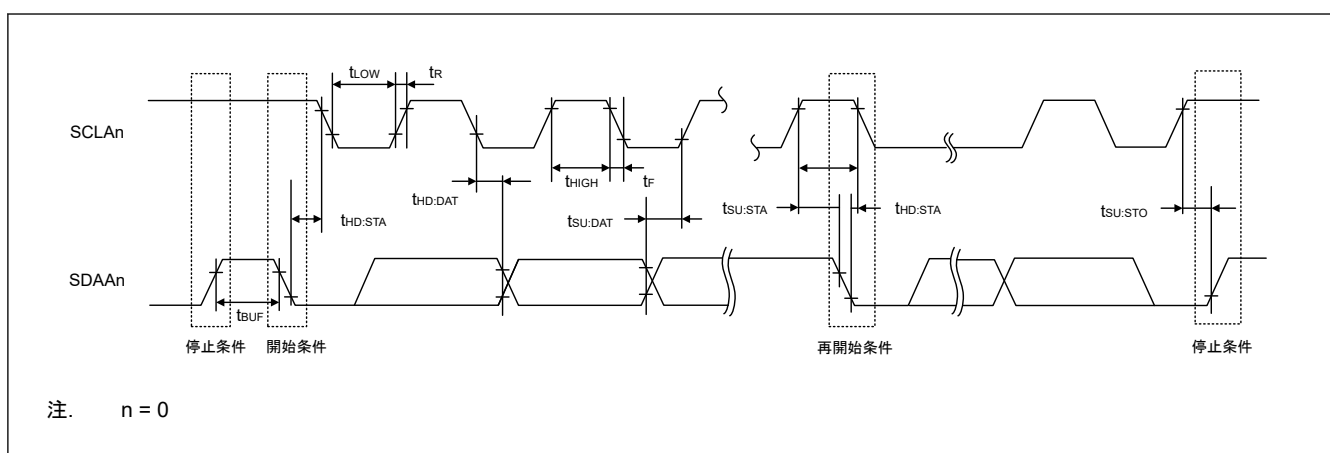 tLOW
tR
SCLAn
tHD:DAT
tHIGH
tF
tSU:STA
tHD:STA
tHD:STA
tSU:DAT
tSU:STO
SDAAn
tBUF
停止条件
開始条件
再開始条件
停止条件
注. n = 0